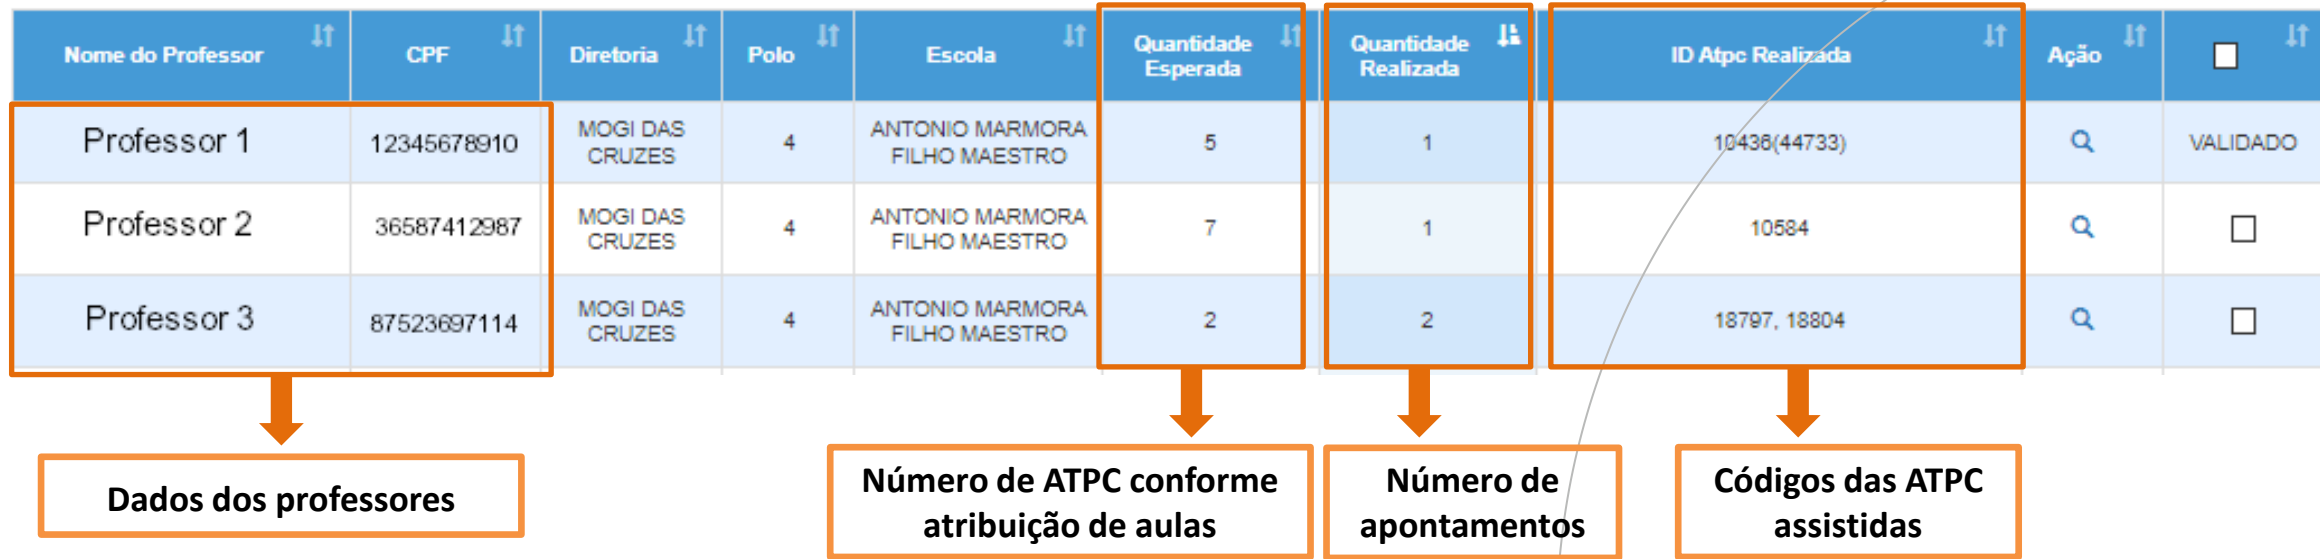 Nome do Professor CPF Diretoria Polo Escola Quantidade Esperada Quantidade Realizada ID Atpc Realizada Ação
Professor 1 12345678910 MOGI DAS CRUZES 4 ANTONIO MARMORA FILHO MAESTRO 5 1 10436(44733) VALIDADO
Professor 2 36587412987 MOGI DAS CRUZES 4 ANTONIO MARMORA FILHO MAESTRO 7 1 10584
Professor 3 87523697114 MOGI DAS CRUZES 4 ANTONIO MARMORA FILHO MAESTRO 2 2 18797, 18804
Dados dos professores
Número de ATPC conforme
atribuição de aulas
Número de
apontamentos
Códigos das ATPC
assistidas